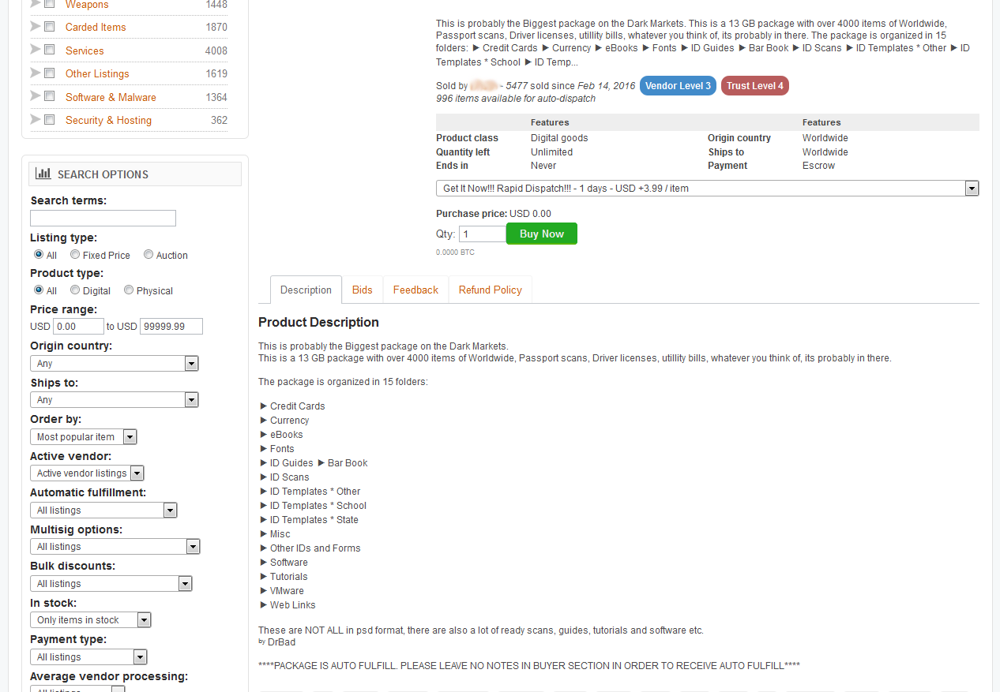 Weapons 1448
Carded Items 1870
Services 4008
Other Listings 1619
Software & Malware 1364
Security & Hosting 362
SEARCH OPTIONS
Search terms:
Listing type:
All Fixed Price Auction
Product type:
All Digital Physical
Price range:
USD 0.00 to USD 99999.99
Origin country:
Any
Ships to:
Any
Order by:
Most popular item
Active vendor:
Active vendor listings
Automatic fulfillment:
All listings
Multisig options:
All listings
Bulk discounts:
All listings
In stock:
Only items in stock
Payment type:
All listings
Average vendor processing:
All listings
This is probably the Biggest package on the Dark Markets. This is a 13 GB package with over 4000 items of Worldwide,
Passport scans, Driver licenses, utillity bills, whatever you think of, its probably in there. The package is organized in 15
folders: ► Credit Cards ► Currency ► eBooks ► Fonts ► ID Guides ► Bar Book ► ID Scans ► ID Templates * Other ► ID
Templates * School ► ID Temp...
Sold by - 5477 sold since Feb 14, 2016 Vendor Level 3 Trust Level 4
996 items available for auto-dispatch
Features Features
Product class Digital goods Origin country Worldwide
Quantity left Unlimited Ships to Worldwide
Ends in Never Payment Escrow
Get It Now!!! Rapid Dispatch!!! - 1 days - USD +3.99 / item
Purchase price: USD 0.00
Qty: 1 Buy Now
0.0000 BTC
Description Bids Feedback Refund Policy
Product Description
This is probably the Biggest package on the Dark Markets.
This is a 13 GB package with over 4000 items of Worldwide, Passport scans, Driver licenses, utillity bills, whatever you think of, its probably in there.
The package is organized in 15 folders:
► Credit Cards
► Currency
► eBooks
► Fonts
► ID Guides ► Bar Book
► ID Scans
► ID Templates * Other
► ID Templates * School
► ID Templates * State
► Misc
► Other IDs and Forms
► Software
► Tutorials
► VMware
► Web Links
These are NOT ALL in psd format, there are also a lot of ready scans, guides, tutorials and software etc.
by DrBad
****PACKAGE IS AUTO FULFILL. PLEASE LEAVE NO NOTES IN BUYER SECTION IN ORDER TO RECEIVE AUTO FULFILL****